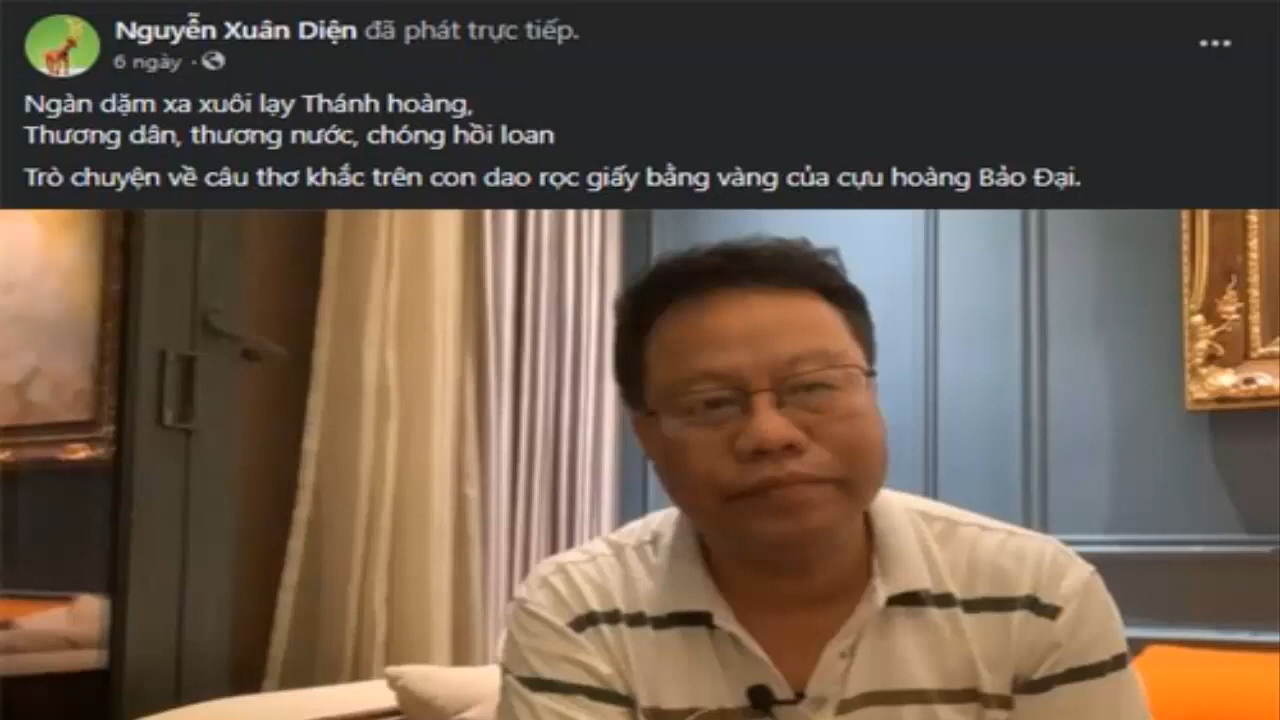 Nguyễn Xuân Diện đã phát trực tiếp.
6 ngày ·
Ngàn dặm xa xuôi lạy Thánh hoàng,
Thương dân, thương nước, chóng hồi loan
Trò chuyện về câu thơ khắc trên con dao rọc giấy bằng vàng của cựu hoàng Bảo Đại.